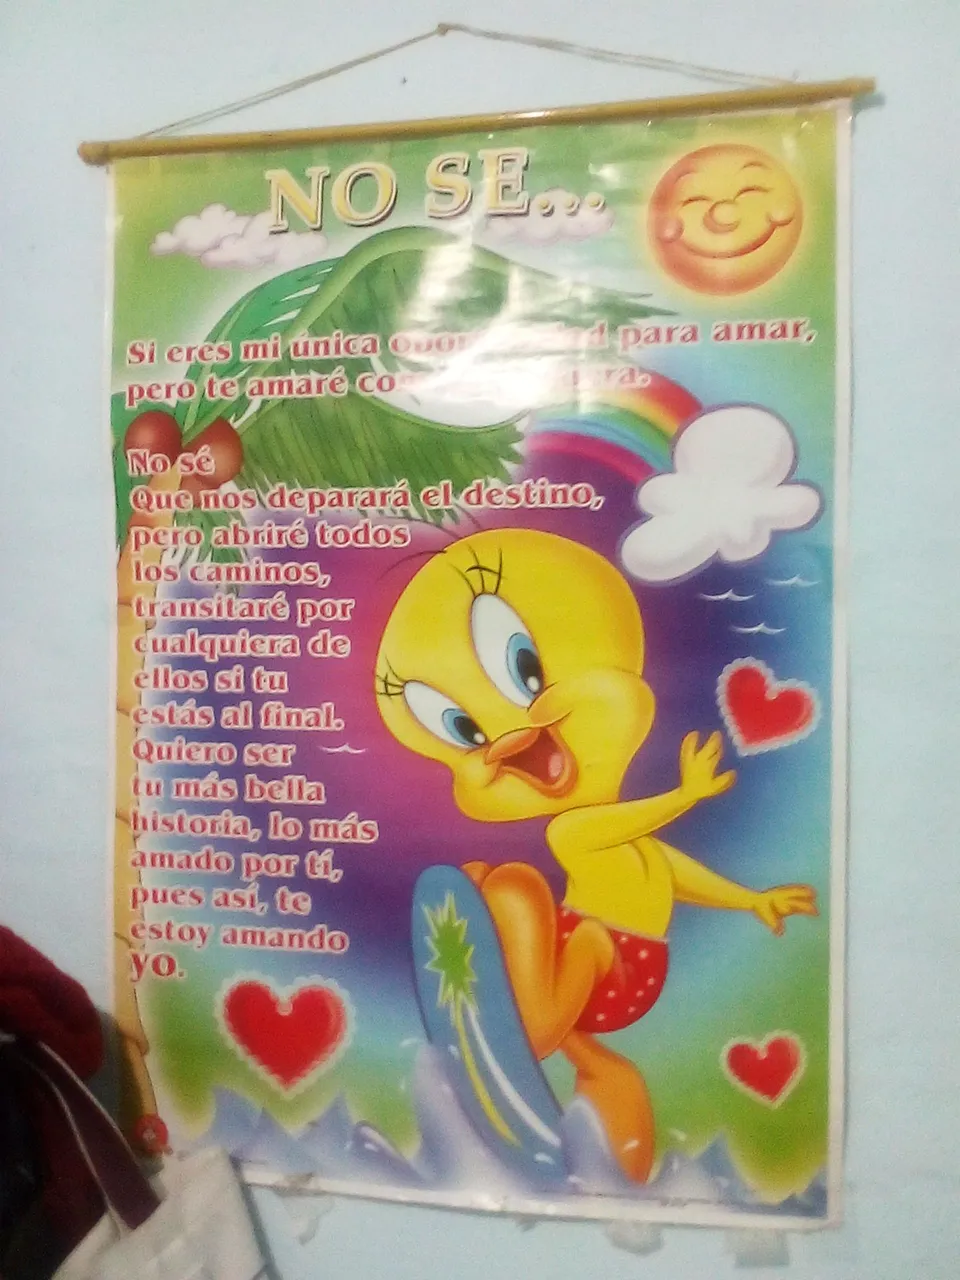 NO SE...
Si eres mi única oportunidad para amar,
pero te amaré
No sé
Que nos deparará el destino,
pero abriré todos
los caminos,
transitaré por
cualquiera de
ellos si tu
estás al final.
Quiero ser
tu más bella
historia, lo más
amado por tí,
pues así, te
estoy amando
yo.